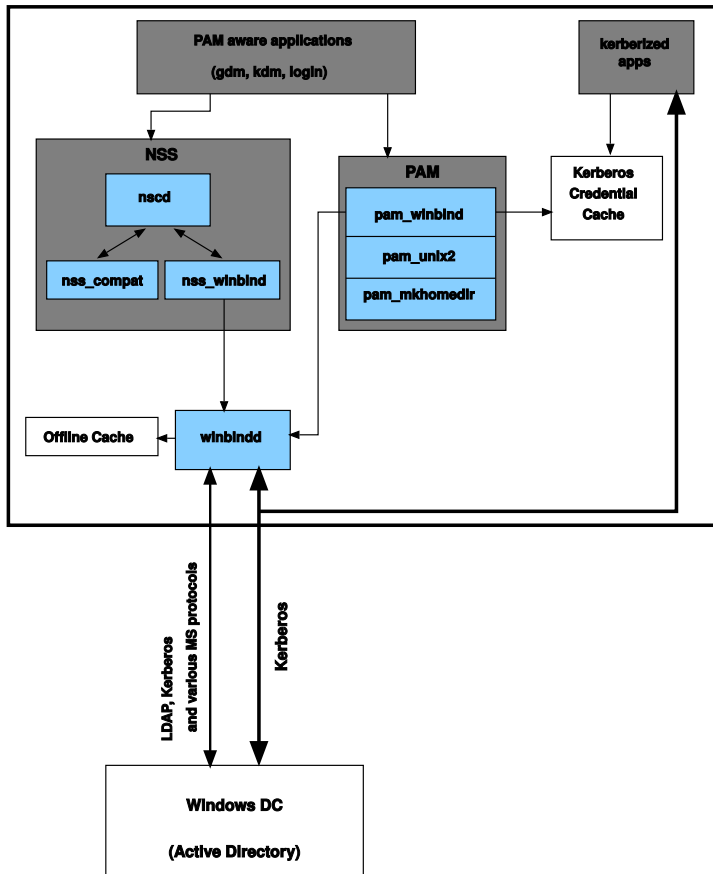 PAM aware applications
(gdm, kdm, login)
kerberized
apps
NSS
nscd
nss_compat
nss_winbind
PAM
pam_winbind
pam_unix2
pam_mkhomedir
Kerberos
Credential
Cache
Offline Cache
winbindd
LDAP, Kerberos
and various MS protocols
Kerberos
Windows DC
(Active Directory)